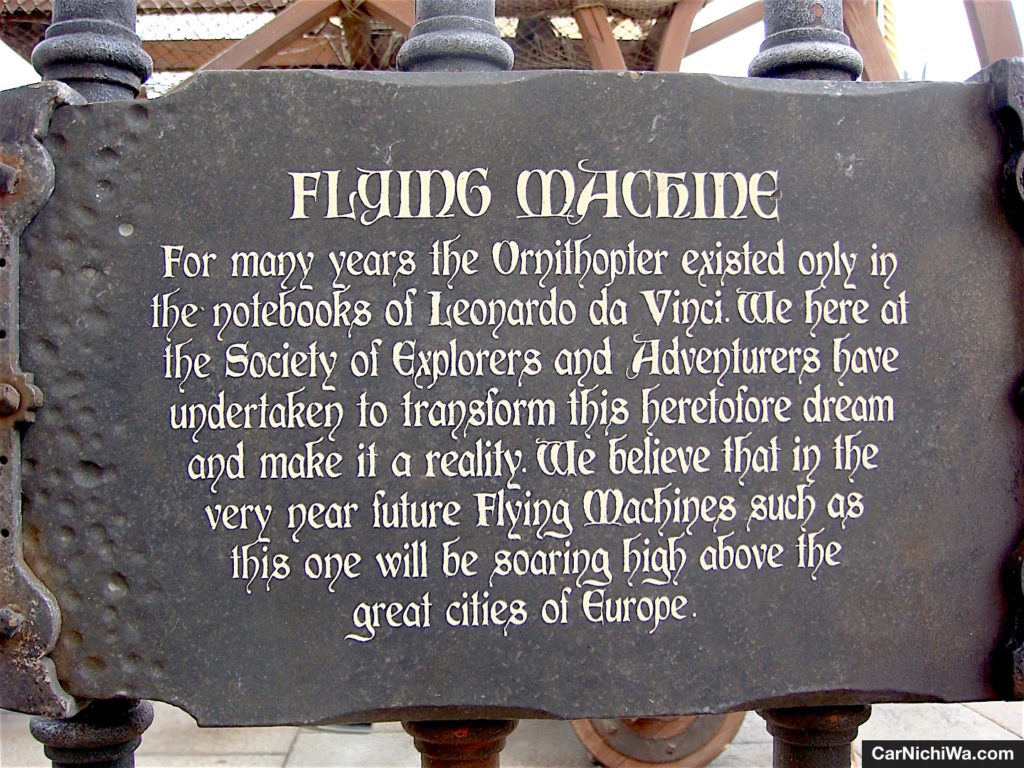 FLYING MACHINE
For many years the Ornithopter existed only in
the notebooks of Leonardo da Vinci. We here at
the Society of Explorers and Adventurers have
undertaken to transform this heretofore dream
and make it a reality. We believe that in the
very near future Flying Machines such as
this one will be soaring high above the
great cities of Europe.
CarNichiWa.com